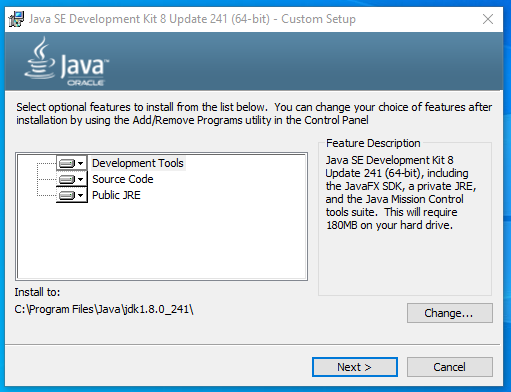 Java SE Development Kit 8 Update 241 (64-bit) - Custom Setup
Java
ORACLE
Select optional features to install from the list below.  You can change your choice of features after
installation by using the Add/Remove Programs utility in the Control Panel
Development Tools
Source Code
Public JRE
Feature Description
Java SE Development Kit 8
Update 241 (64-bit), including
the JavaFX SDK, a private JRE,
and the Java Mission Control
tools suite.  This will require
180MB on your hard drive.
Install to:
C:\Program Files\Java\jdk1.8.0_241\
Change...
Next >
Cancel